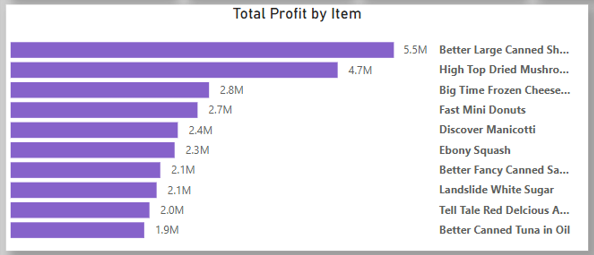 Total Profit by Item
5.5M Better Large Canned Sh...
4.7M High Top Dried Mushro...
2.8M Big Time Frozen Cheese...
2.7M Fast Mini Donuts
2.4M Discover Manicotti
2.3M Ebony Squash
2.1M Better Fancy Canned Sa...
2.1M Landslide White Sugar
2.0M Tell Tale Red Delcious A...
1.9M Better Canned Tuna in Oil